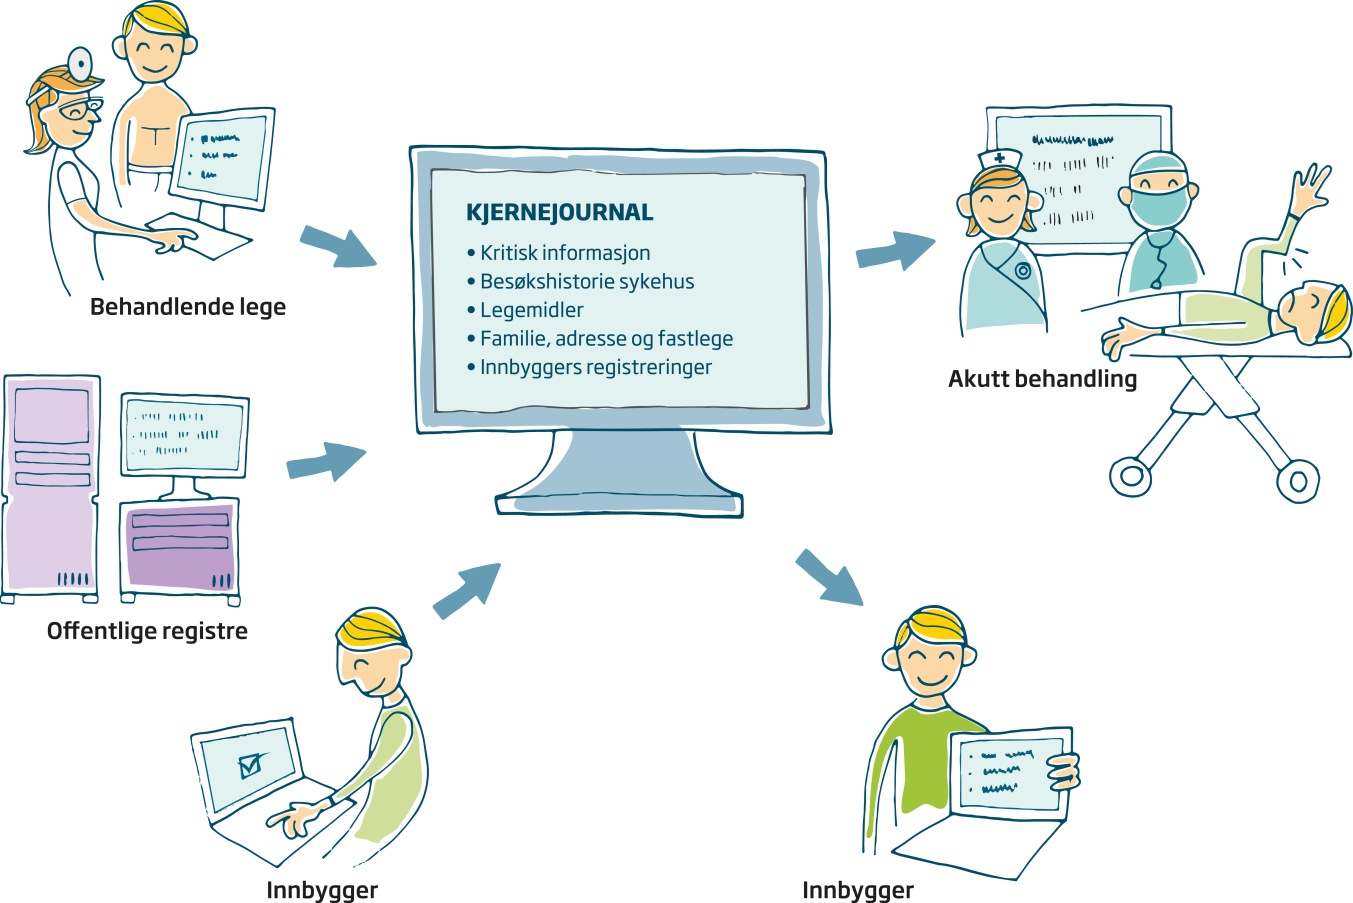 Behandlende lege
Offentlige registre
Innbygger
KJERNEJOURNAL
• Kritisk informasjon
• Besøkshistorie sykehus
• Legemidler
• Familie, adresse og fastlege
• Innbyggers registreringer
Akutt behandling
Innbygger